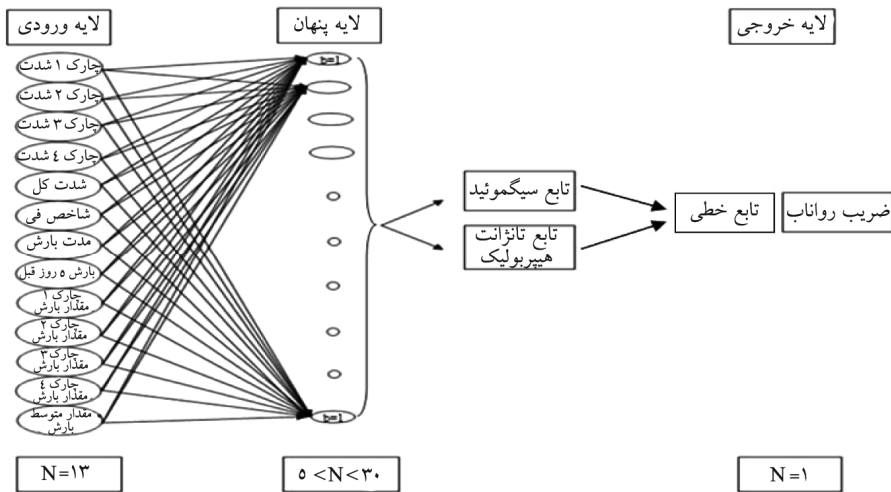 لایه ورودی
لایه پنهان
لایه خروجی
چارک ۱ شدت
چارک ۲ شدت
چارک ۳ شدت
چارک ٤ شدت
شدت کل
شاخص فی
مدت بارش
بارش ٥ روز قبل
چارک ۱
مقدار بارش
چارک ۲
مقدار بارش
چارک ۳
مقدار بارش
چارک ٤
مقدار بارش
مقدار متوسط
بارش
b=1
b=1
تابع سیگموئید
تابع تانژانت
هیپربولیک
تابع خطی
ضریب رواناب
N=۱۳
٥ <N<۳۰
N=۱